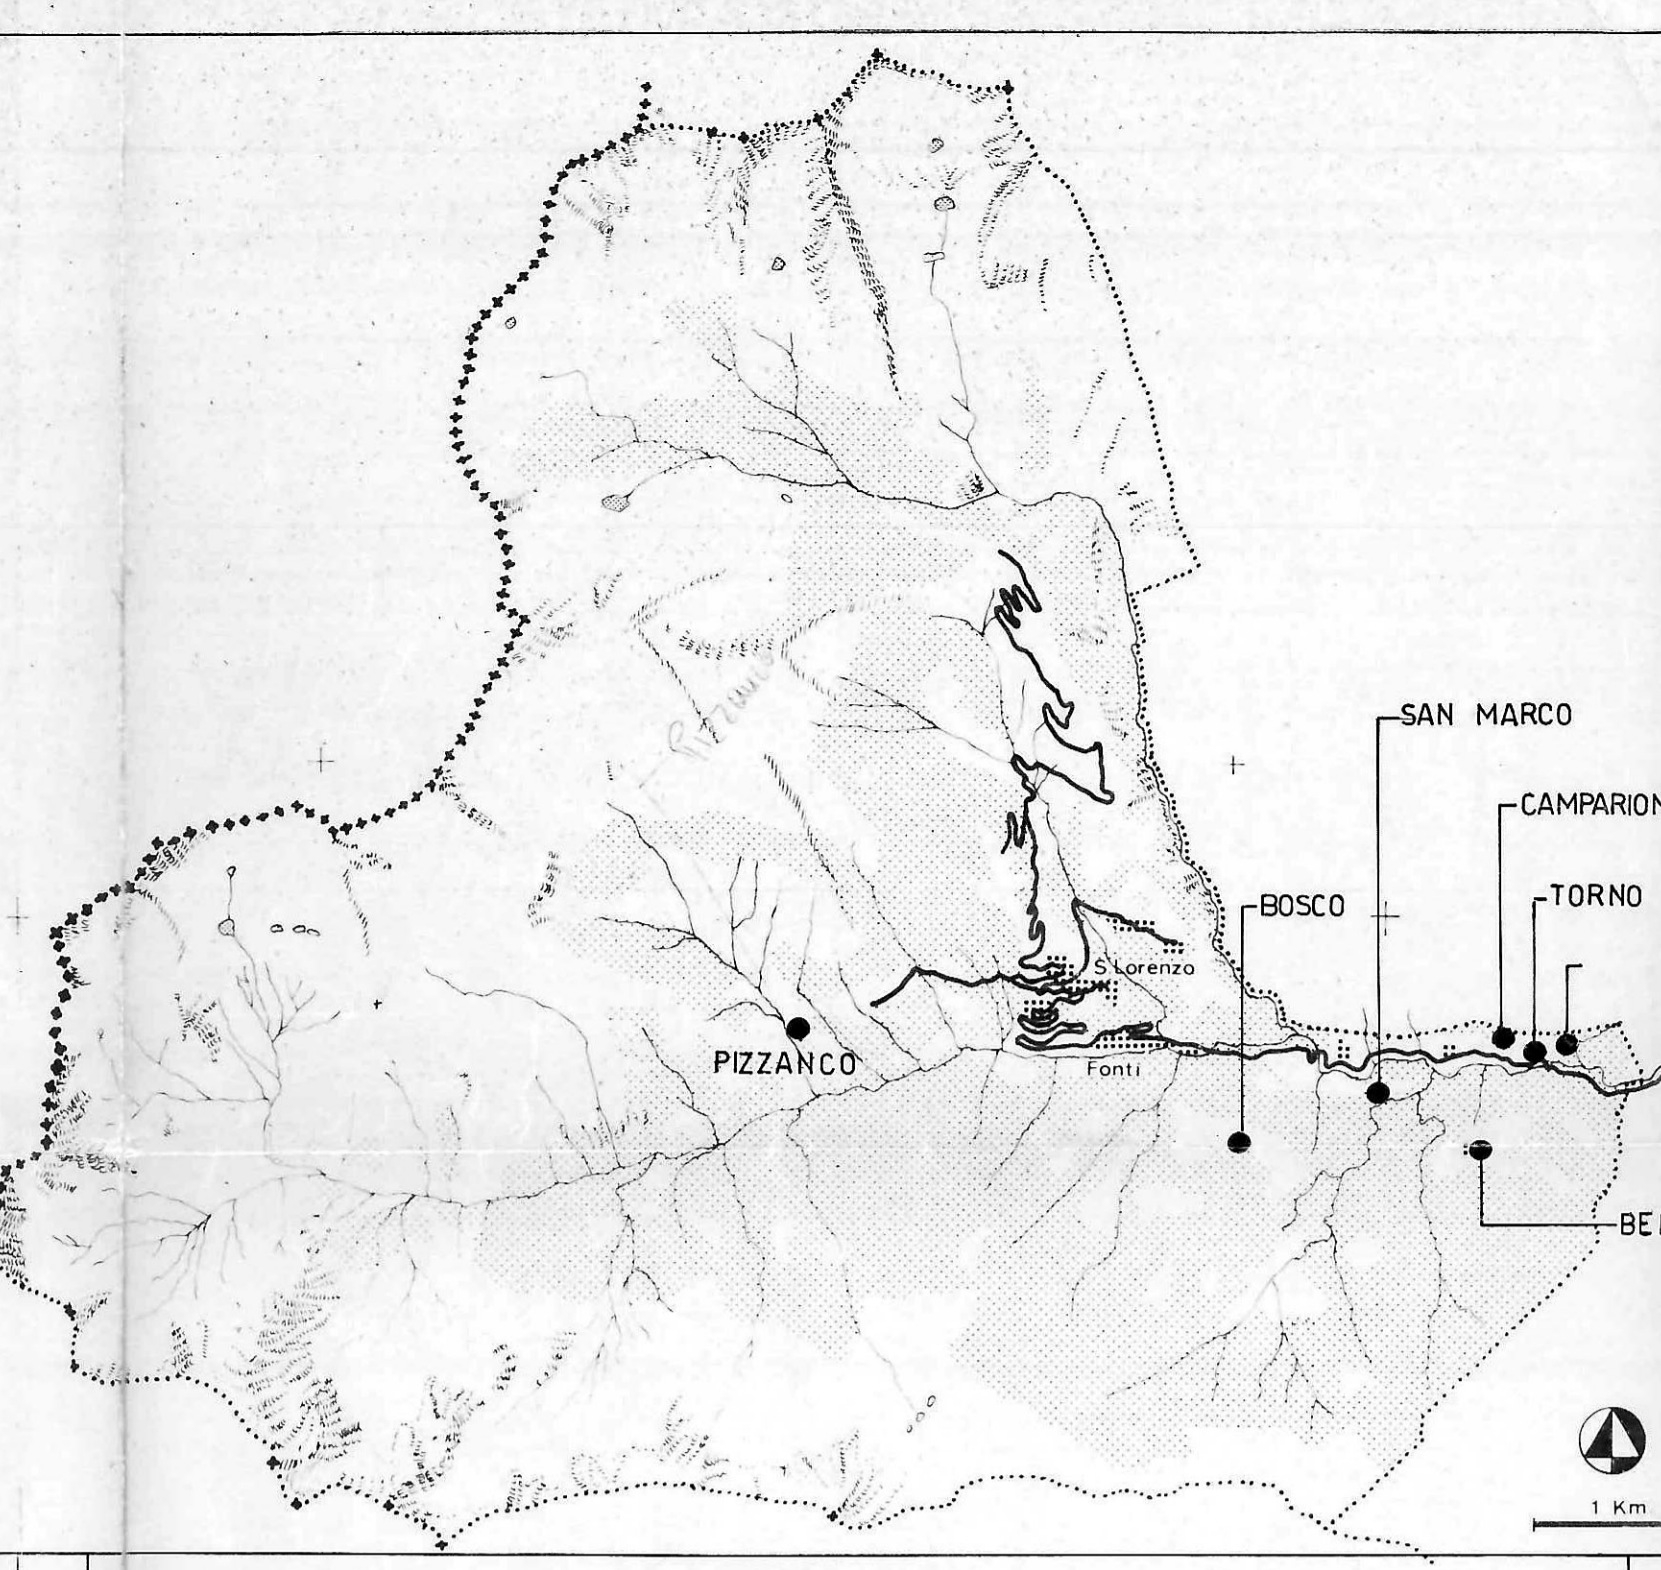 SAN MARCO
CAMPARION
BOSCO
TORNO
S. Lorenzo
PIZZANCO
Fonti
BE
1 Km